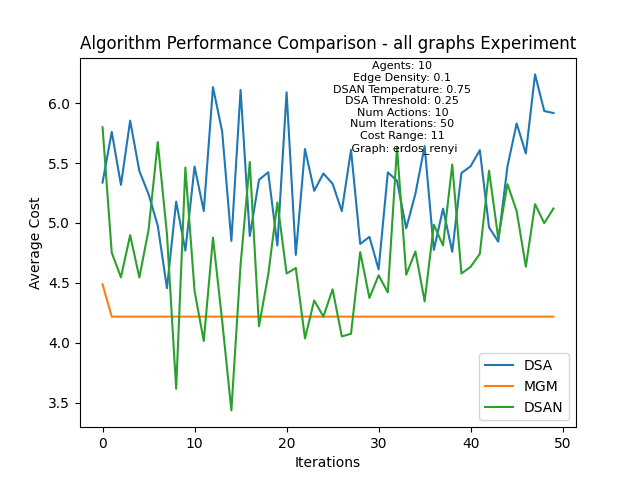 Algorithm Performance Comparison - all graphs Experiment
Agents: 10
Edge Density: 0.1
DSAN Temperature: 0.75
DSA Threshold: 0.25
Num Actions: 10
Num Iterations: 50
Cost Range: 11
Graph: erdos_renyi
Average Cost
6.0
5.5
5.0
4.5
4.0
3.5
0
10
20
30
40
50
Iterations
DSA
MGM
DSAN